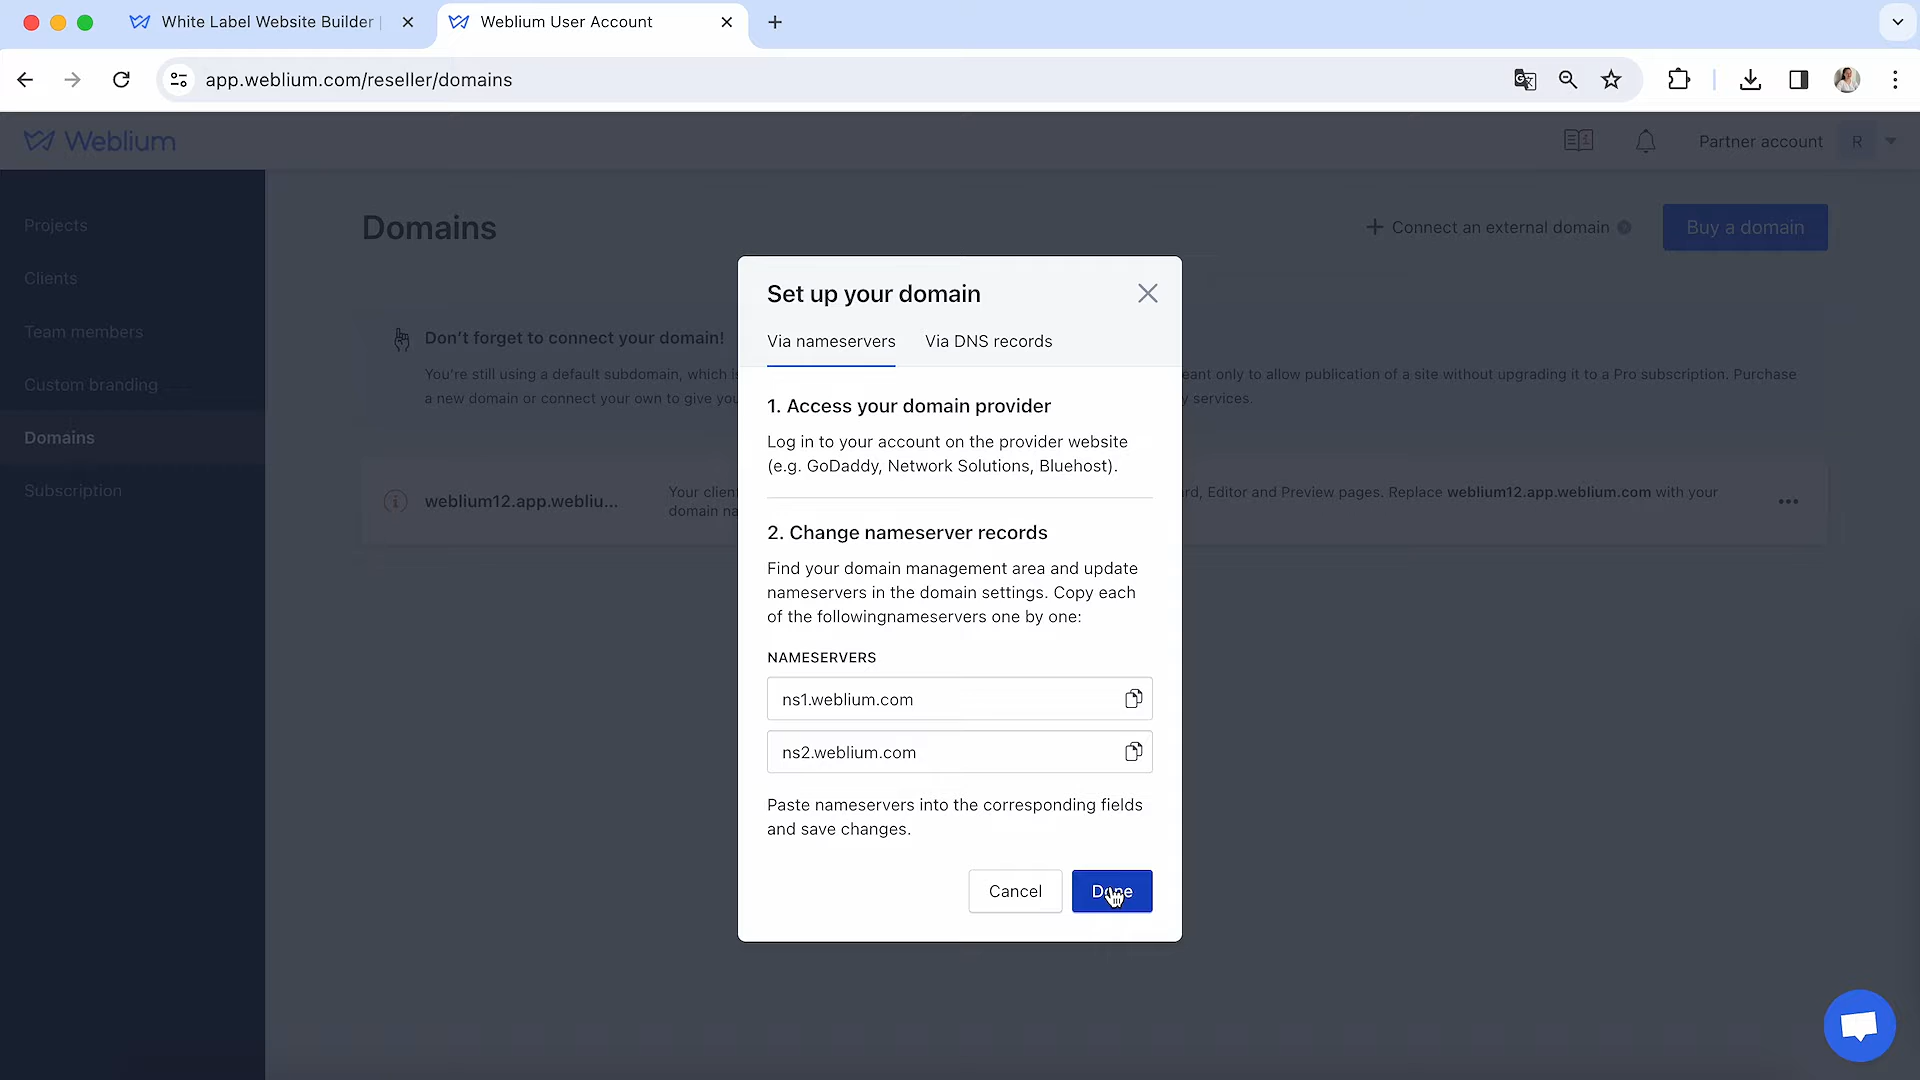 White Label Website Builder |
Weblium User Account
app.weblium.com/reseller/domains
Weblium
Partner account
R
Projects
Clients
Team members
Custom branding
Domains
Subscription
Domains
Connect an external domain
Buy a domain
Don't forget to connect your domain!
You're still using a default subdomain, which is
eant only to allow publication of a site without upgrading it to a Pro subscription. Purchase
a new domain or connect your own to give you
y services.
weblium12.app.webliu...
Your clien
rd, Editor and Preview pages. Replace weblium12.app.weblium.com with your
domain na
Set up your domain
Via nameservers
Via DNS records
1. Access your domain provider
Log in to your account on the provider website
(e.g. GoDaddy, Network Solutions, Bluehost).
2. Change nameserver records
Find your domain management area and update
nameservers in the domain settings. Copy each
of the followingnameservers one by one:
NAMESERVERS
ns1.weblium.com
ns2.weblium.com
Paste nameservers into the corresponding fields
and save changes.
Cancel
Done